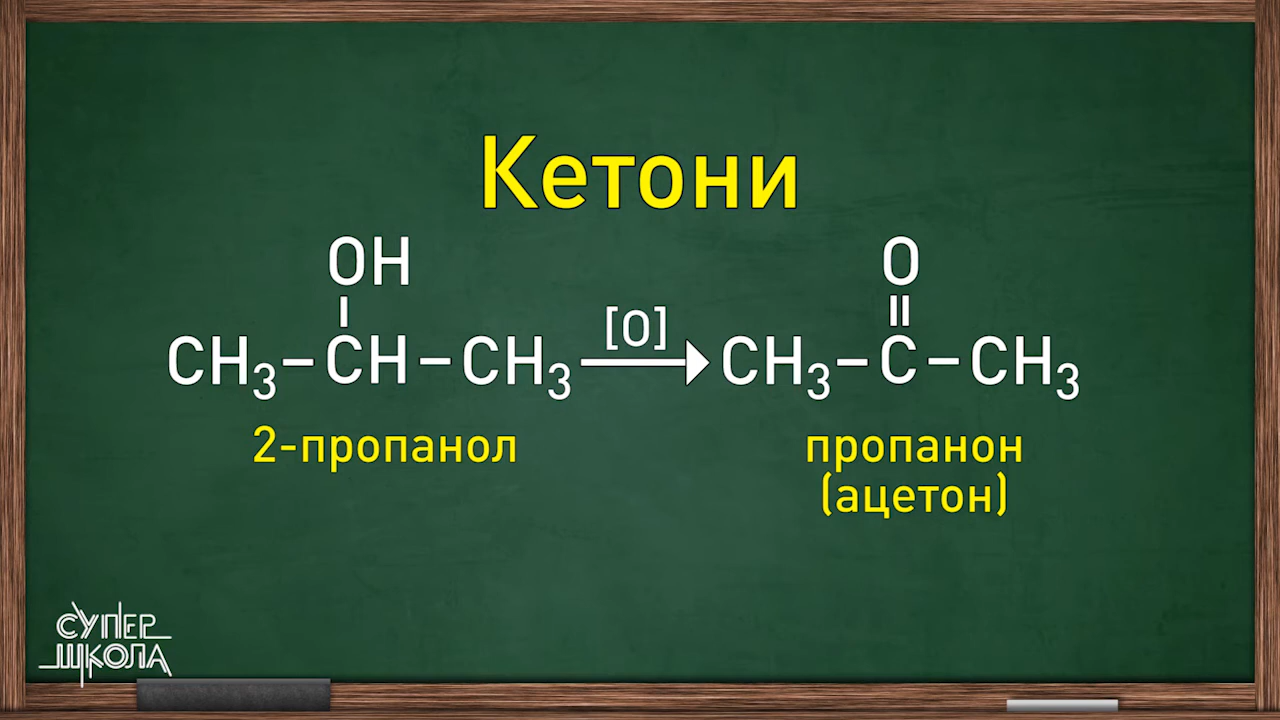 Кетони
OH O
CH₃–CH–CH₃ [O] CH₃–C–CH₃
2-пропанол пропанон
(ацетон)
СУПЕР
ШКОЛА